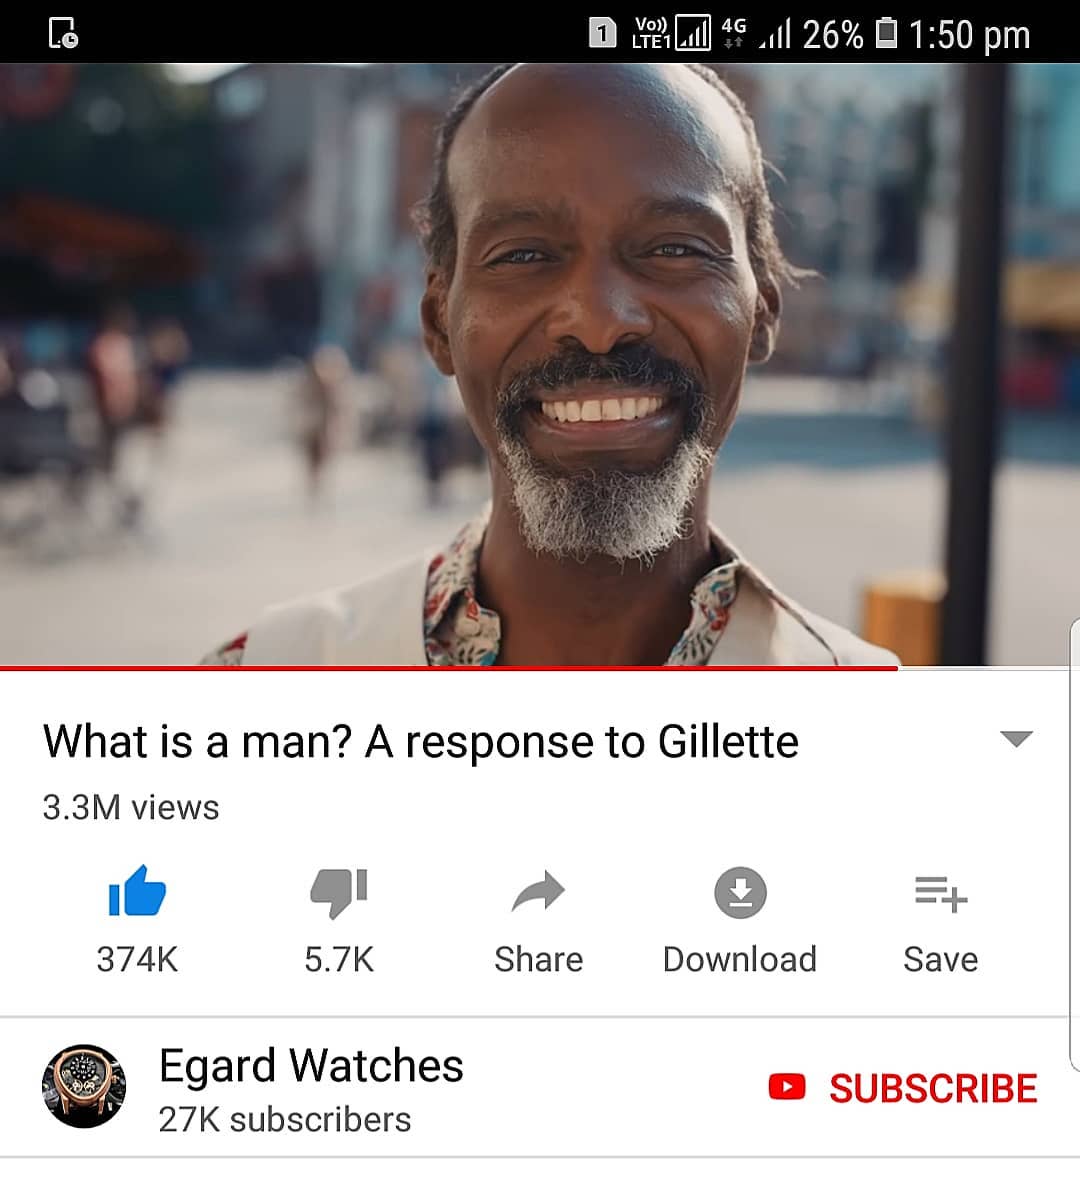 1 Vo)) LTE1 4G 26% 1:50 pm
What is a man? A response to Gillette
3.3M views
374K 5.7K Share Download Save
Egard Watches
27K subscribers
SUBSCRIBE